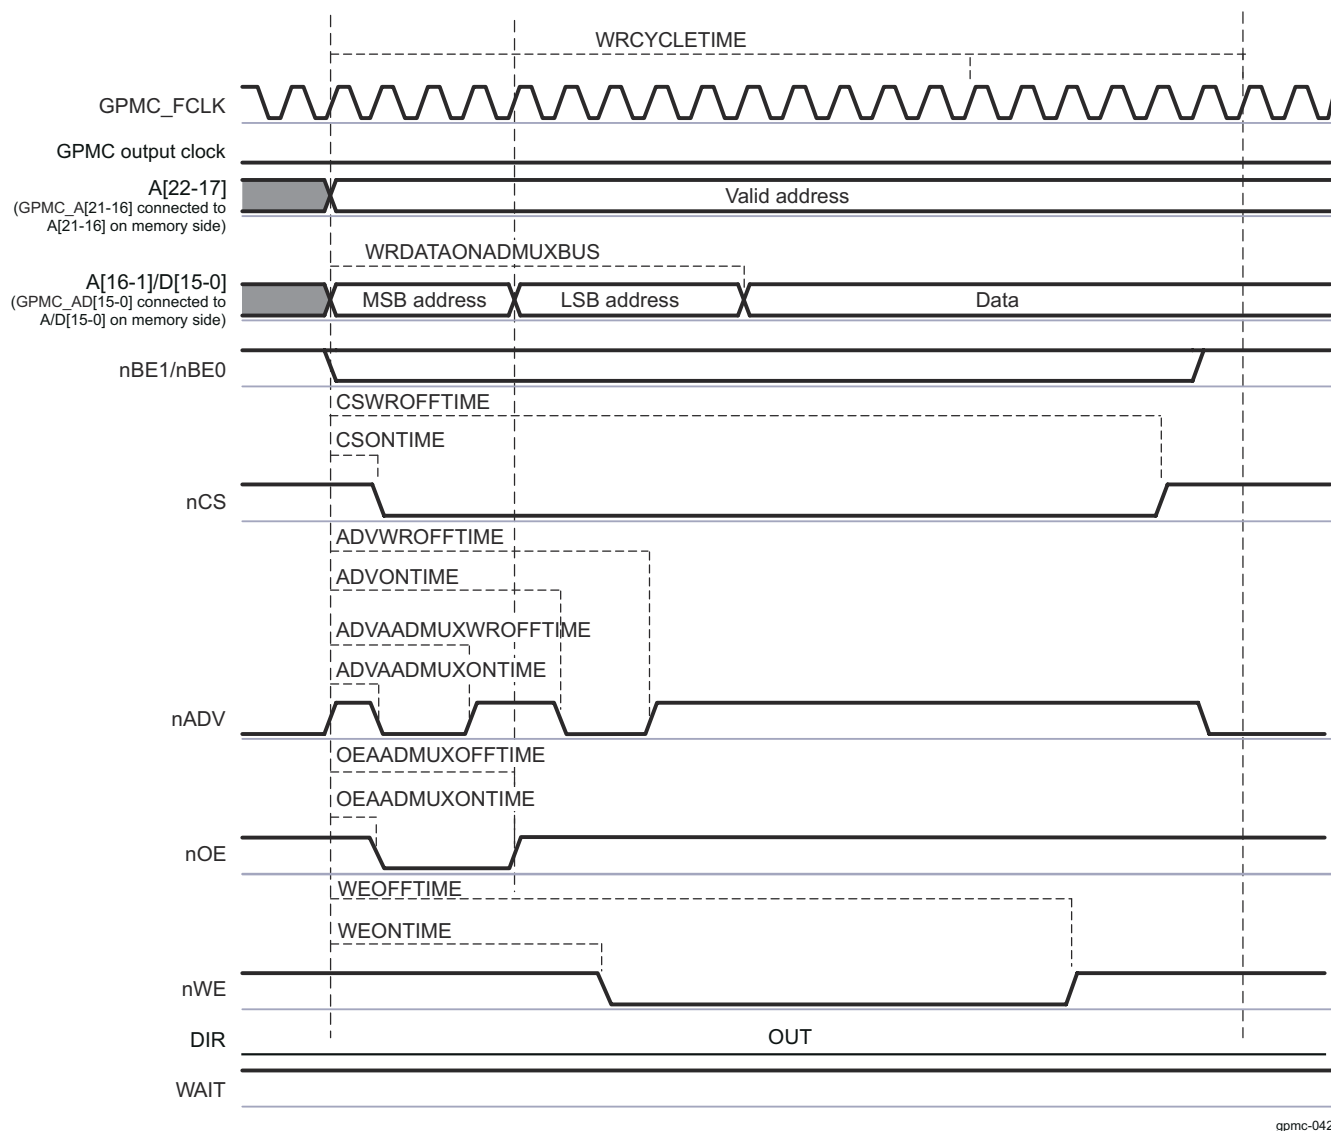 WRCYCLETIME
GPMC_FCLK
GPMC output clock
A[22-17]
(GPMC_A[21-16] connected to
A[21-16] on memory side)
Valid address
WRDATAONADMUXBUS
A[16-1]/D[15-0]
(GPMC_AD[15-0] connected to
A/D[15-0] on memory side)
MSB address LSB address Data
nBE1/nBE0
CSWROFFTIME
CSONTIME
nCS
ADVWROFFTIME
ADVONTIME
ADVAADMUXWROFFTIME
ADVAADMUXONTIME
nADV
OEAADMUXOFFTIME
OEAADMUXONTIME
nOE
WEOFFTIME
WEONTIME
nWE
DIR OUT
WAIT
gpmc-042